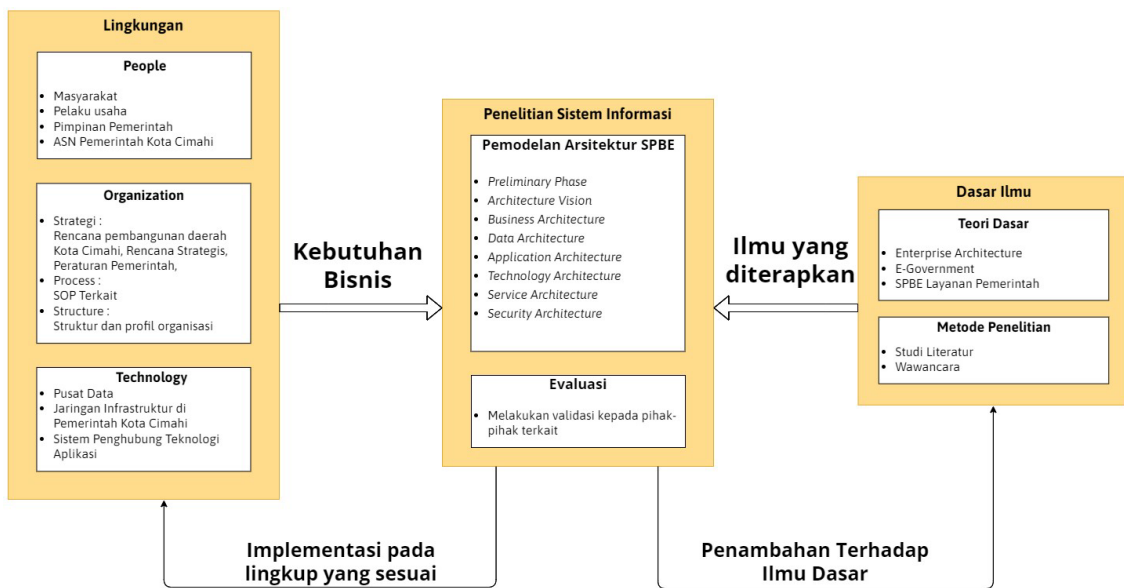 Lingkungan
People
• Masyarakat
• Pelaku usaha
• Pimpinan Pemerintah
• ASN Pemerintah Kota Cimahi
Organization
• Strategi :
Rencana pembangunan daerah
Kota Cimahi, Rencana Strategis,
Peraturan Pemerintah,
• Process :
SOP Terkait
• Structure :
Struktur dan profil organisasi
Technology
• Pusat Data
• Jaringan Infrastruktur di
Pemerintah Kota Cimahi
• Sistem Penghubung Teknologi
Aplikasi
Kebutuhan
Bisnis
Penelitian Sistem Informasi
Pemodelan Arsitektur SPBE
• Preliminary Phase
• Architecture Vision
• Business Architecture
• Data Architecture
• Application Architecture
• Technology Architecture
• Service Architecture
• Security Architecture
Evaluasi
• Melakukan validasi kepada pihak-
pihak terkait
Ilmu yang
diterapkan
Dasar Ilmu
Teori Dasar
• Enterprise Architecture
• E-Government
• SPBE Layanan Pemerintah
Metode Penelitian
• Studi Literatur
• Wawancara
Implementasi pada
lingkup yang sesuai
Penambahan Terhadap
Ilmu Dasar